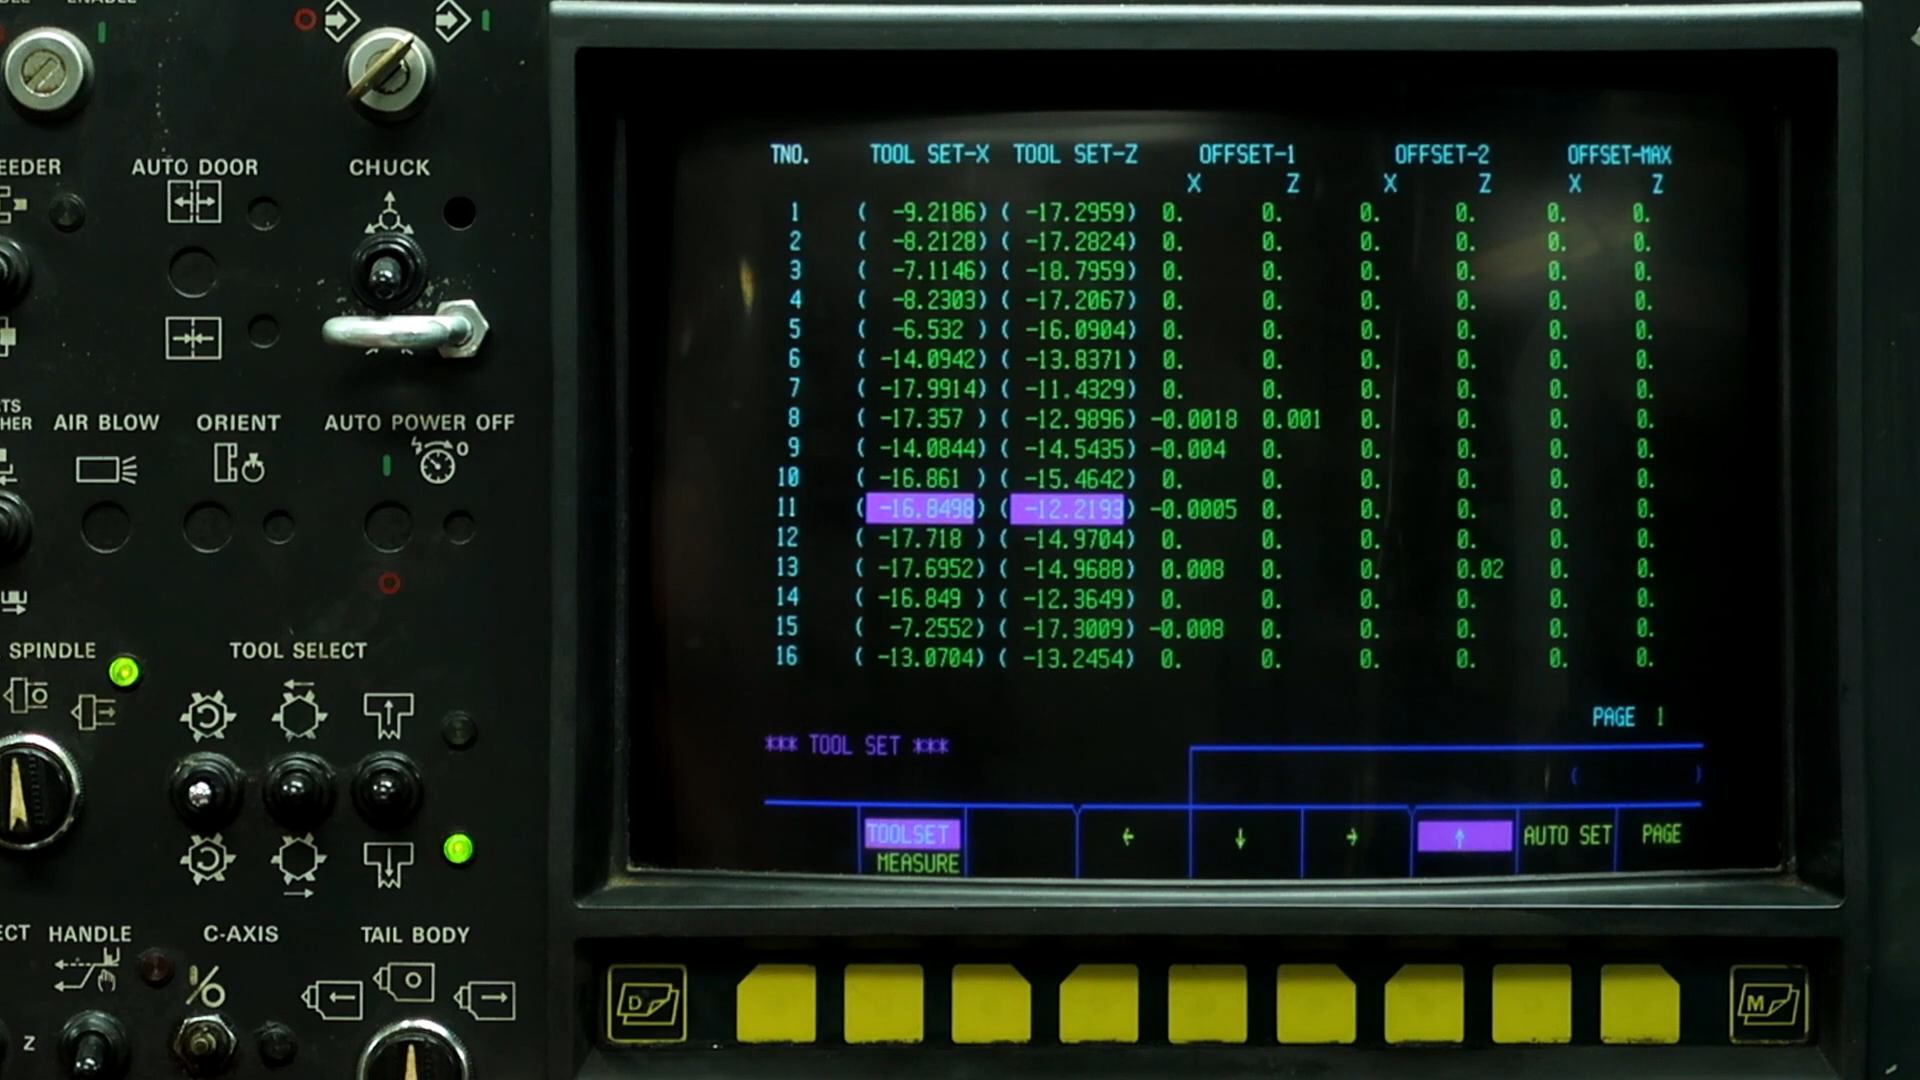 ENABLE
EEDER
AUTO DOOR
CHUCK
HER
AIR BLOW
ORIENT
AUTO POWER OFF
SPINDLE
TOOL SELECT
ECT
HANDLE
C-AXIS
TAIL BODY
Z
TNO. TOOL SET-X TOOL SET-Z OFFSET-1 OFFSET-2 OFFSET-MAX
X Z X Z X Z
1 ( -9.2186) ( -17.2959) 0. 0. 0. 0. 0. 0.
2 ( -8.2128) ( -17.2824) 0. 0. 0. 0. 0. 0.
3 ( -7.1146) ( -18.7959) 0. 0. 0. 0. 0. 0.
4 ( -8.2303) ( -17.2067) 0. 0. 0. 0. 0. 0.
5 ( -6.532 ) ( -16.0904) 0. 0. 0. 0. 0. 0.
6 ( -14.0942) ( -13.8371) 0. 0. 0. 0. 0. 0.
7 ( -17.9914) ( -11.4329) 0. 0. 0. 0. 0. 0.
8 ( -17.357 ) ( -12.9896) -0.0018 0.001 0. 0. 0. 0.
9 ( -14.0844) ( -14.5435) -0.004 0. 0. 0. 0. 0.
10 ( -16.861 ) ( -15.4642) 0. 0. 0. 0. 0. 0.
11 ( -16.8498) ( -12.2193) -0.0005 0. 0. 0. 0. 0.
12 ( -17.718 ) ( -14.9704) 0. 0. 0. 0. 0. 0.
13 ( -17.6952) ( -14.9688) 0.008 0. 0. 0.02 0. 0.
14 ( -16.849 ) ( -12.3649) 0. 0. 0. 0. 0. 0.
15 ( -7.2552) ( -17.3009) -0.008 0. 0. 0. 0. 0.
16 ( -13.0704) ( -13.2454) 0. 0. 0. 0. 0. 0.
PAGE 1
*** TOOL SET ***
( )
TOOLSET ← ↓ → ↑ AUTO SET PAGE
MEASURE
D
M